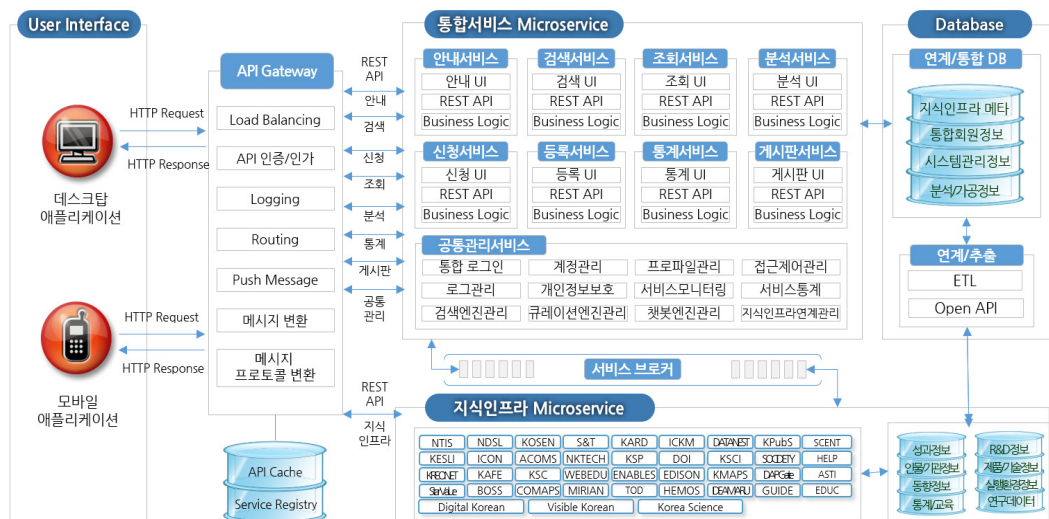 User Interface
통합서비스 Microservice
Database
API Gateway
Load Balancing
API 인증/인가
Logging
Routing
Push Message
메시지 변환
메시지
프로토콜 변환
API Cache
Service Registry
HTTP Request
HTTP Response
데스크탑
애플리케이션
HTTP Request
HTTP Response
모바일
애플리케이션
REST
API
안내
검색
신청
조회
분석
통계
게시판
공통
관리
REST
API
지식
인프라
안내서비스
안내 UI
REST API
Business Logic
검색서비스
검색 UI
REST API
Business Logic
조회서비스
조회 UI
REST API
Business Logic
분석서비스
분석 UI
REST API
Business Logic
신청서비스
신청 UI
REST API
Business Logic
등록서비스
등록 UI
REST API
Business Logic
통계서비스
통계 UI
REST API
Business Logic
게시판서비스
게시판 UI
REST API
Business Logic
공통관리서비스
통합 로그인 계정관리 프로파일관리 접근제어관리
로그관리 개인정보보호 서비스모니터링 서비스통계
검색엔진관리 큐레이션엔진관리 챗봇엔진관리 지식인프라연계관리
서비스 브로커
지식인프라 Microservice
NTIS NDSL KOSEN S&T KARD ICKM DATANEST KPubS SCENT
KESLI ICON ACOMS NKTECH KSP DOI KSCI SOCIETY HELP
KREONET KAFE KSC WEBEDU ENABLES EDISON KMAPS DAPGate ASTI
StarValue BOSS COMAPS MIRIAN TOD HEMOS IDEAMARU GUIDE EDUC
Digital Korean Visible Korean Korea Science
연계/통합 DB
지식인프라 메타
통합회원정보
시스템관리정보
분석/가공정보
연계/추출
ETL
Open API
성과정보
인물/기관정보
동향정보
통계/교육
R&D정보
제품/기술정보
실험환경정보
연구데이터